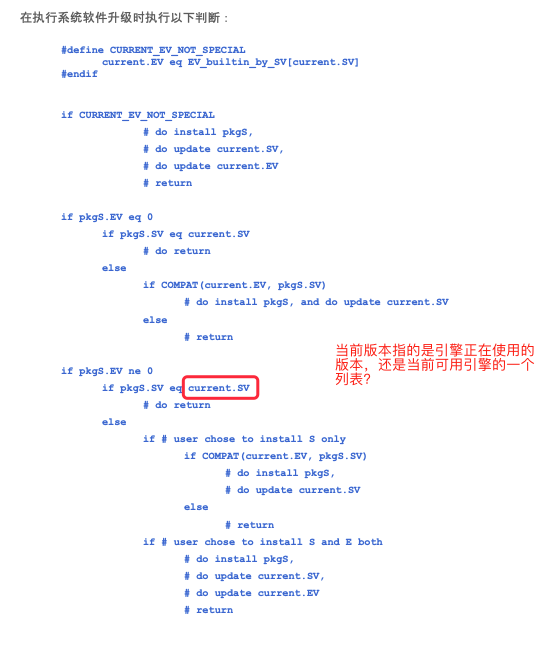 在执行系统软件升级时执行以下判断：
#define CURRENT_EV_NOT_SPECIAL
current.EV eq EV_builtin_by_SV[current.SV]
#endif
if CURRENT_EV_NOT_SPECIAL
# do install pkgS,
# do update current.SV,
# do update current.EV
# return
if pkgS.EV eq 0
if pkgS.SV eq current.SV
# do return
else
if COMPAT(current.EV, pkgS.SV)
# do install pkgS, and do update current.SV
else
# return
当前版本指的是引擎正在使用的
版本，还是当前可用引擎的一个
列表？
if pkgS.EV ne 0
if pkgS.SV eq current.SV
# do return
else
if # user chose to install S only
if COMPAT(current.EV, pkgS.SV)
# do install pkgS,
# do update current.SV
else
# return
if # user chose to install S and E both
# do install pkgS,
# do update current.SV,
# do update current.EV
# return